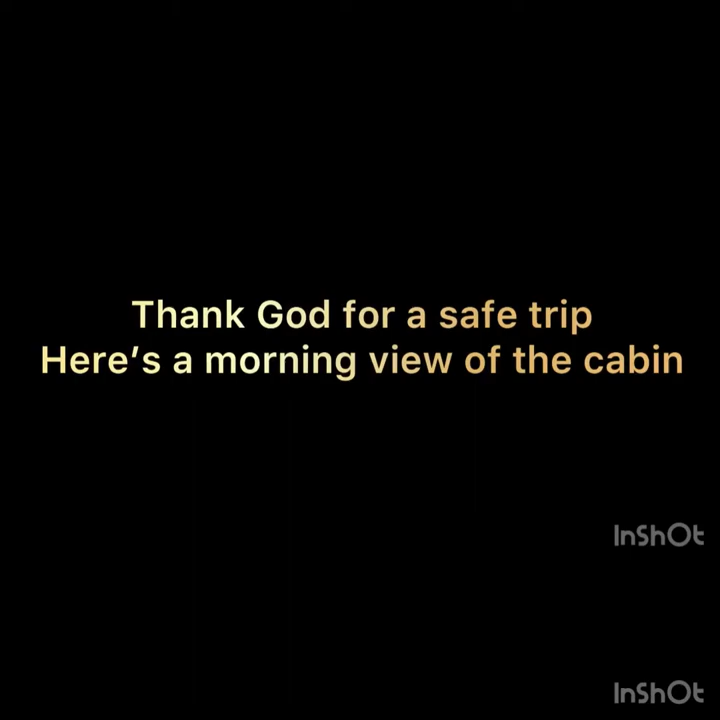 Thank God for a safe trip
Here’s a morning view of the cabin
InShOt
InShOt